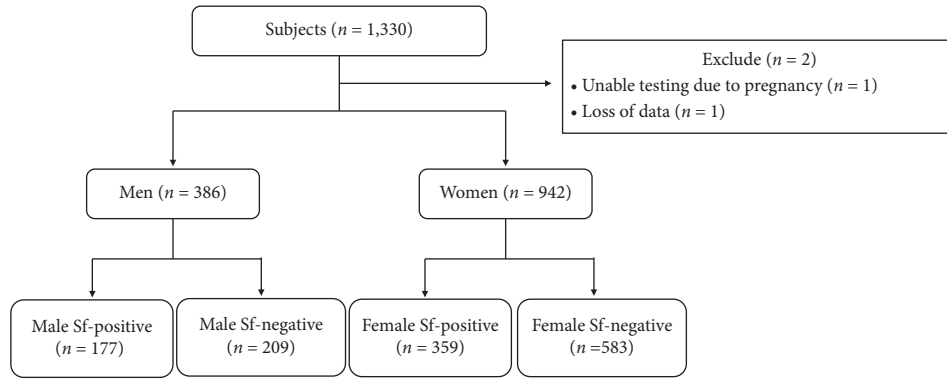 Subjects (n = 1,330)
Exclude (n = 2)
• Unable testing due to pregnancy (n = 1)
• Loss of data (n = 1)
Men (n = 386)
Women (n = 942)
Male Sf-positive
(n = 177)
Male Sf-negative
(n = 209)
Female Sf-positive
(n = 359)
Female Sf-negative
(n =583)